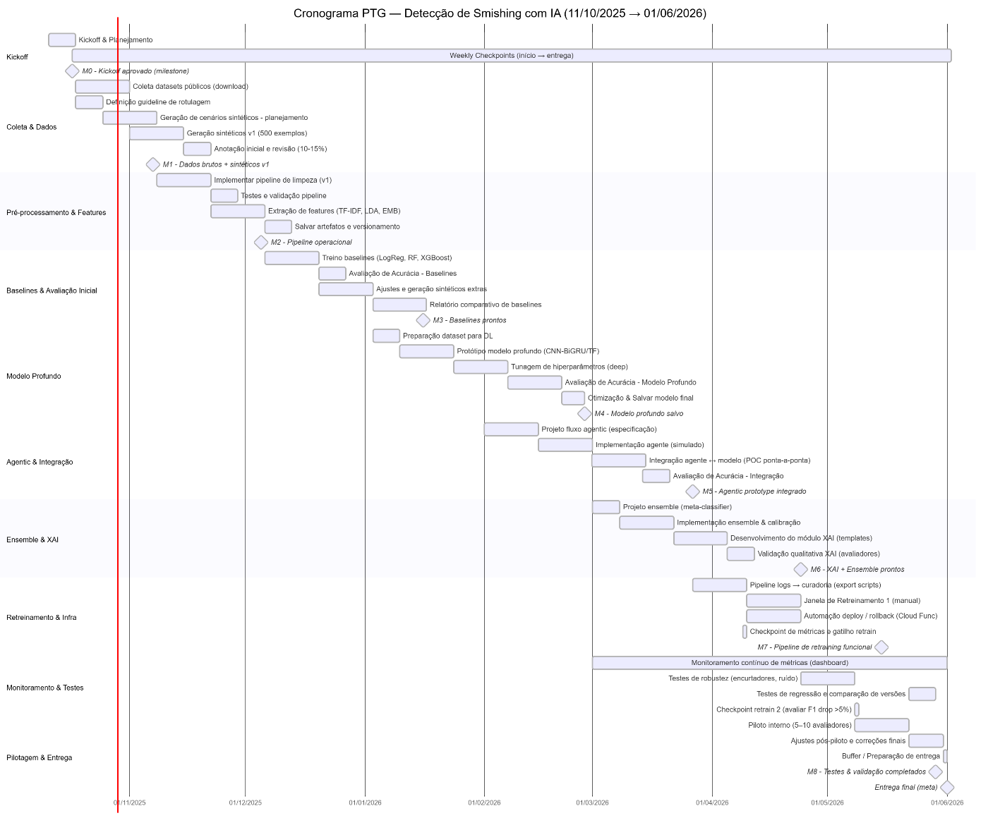 Cronograma PTG — Detecção de Smishing com IA (11/10/2025 → 01/06/2026)
Kickoff & Planejamento
Kickoff
Weekly Checkpoints (início → entrega)
M0 - Kickoff aprovado (milestone)
Coleta datasets públicos (download)
Definição guideline de rotulagem
Geração de cenários sintéticos - planejamento
Coleta & Dados
Geração sintéticos v1 (500 exemplos)
Anotação inicial e revisão (10-15%)
M1 - Dados brutos + sintéticos v1
Implementar pipeline de limpeza (v1)
Testes e validação pipeline
Pré-processamento & Features
Extração de features (TF-IDF, LDA, EMB)
Salvar artefatos e versionamento
M2 - Pipeline operacional
Treino baselines (LogReg, RF, XGBoost)
Avaliação de Acurácia - Baselines
Baselines & Avaliação Inicial
Ajustes e geração sintéticos extras
Relatório comparativo de baselines
M3 - Baselines prontos
Preparação dataset para DL
Protótipo modelo profundo (CNN-BiGRU/TF)
Tunagem de hiperparâmetros (deep)
Modelo Profundo
Avaliação de Acurácia - Modelo Profundo
Otimização & Salvar modelo final
M4 - Modelo profundo salvo
Projeto fluxo agentic (especificação)
Implementação agente (simulado)
Agentic & Integração
Integração agente ↔ modelo (POC ponta-a-ponta)
Avaliação de Acurácia - Integração
M5 - Agentic prototype integrado
Projeto ensemble (meta-classifier)
Implementação ensemble & calibração
Ensemble & XAI
Desenvolvimento do módulo XAI (templates)
Validação qualitativa XAI (avaliadores)
M6 - XAI + Ensemble prontos
Pipeline logs → curadoria (export scripts)
Janela de Retreinamento 1 (manual)
Retreinamento & Infra
Automação deploy / rollback (Cloud Func)
Checkpoint de métricas e gatilho retrain
M7 - Pipeline de retraining funcional
Monitoramento contínuo de métricas (dashboard)
Testes de robustez (encurtadores, ruído)
Monitoramento & Testes
Testes de regressão e comparação de versões
Checkpoint retrain 2 (avaliar F1 drop >5%)
Piloto interno (5–10 avaliadores)
Ajustes pós-piloto e correções finais
Pilotagem & Entrega
Buffer / Preparação de entrega
M8 - Testes & validação completados
Entrega final (meta)
01/11/2025 01/12/2025 01/01/2026 01/02/2026 01/03/2026 01/04/2026 01/05/2026 01/06/2026